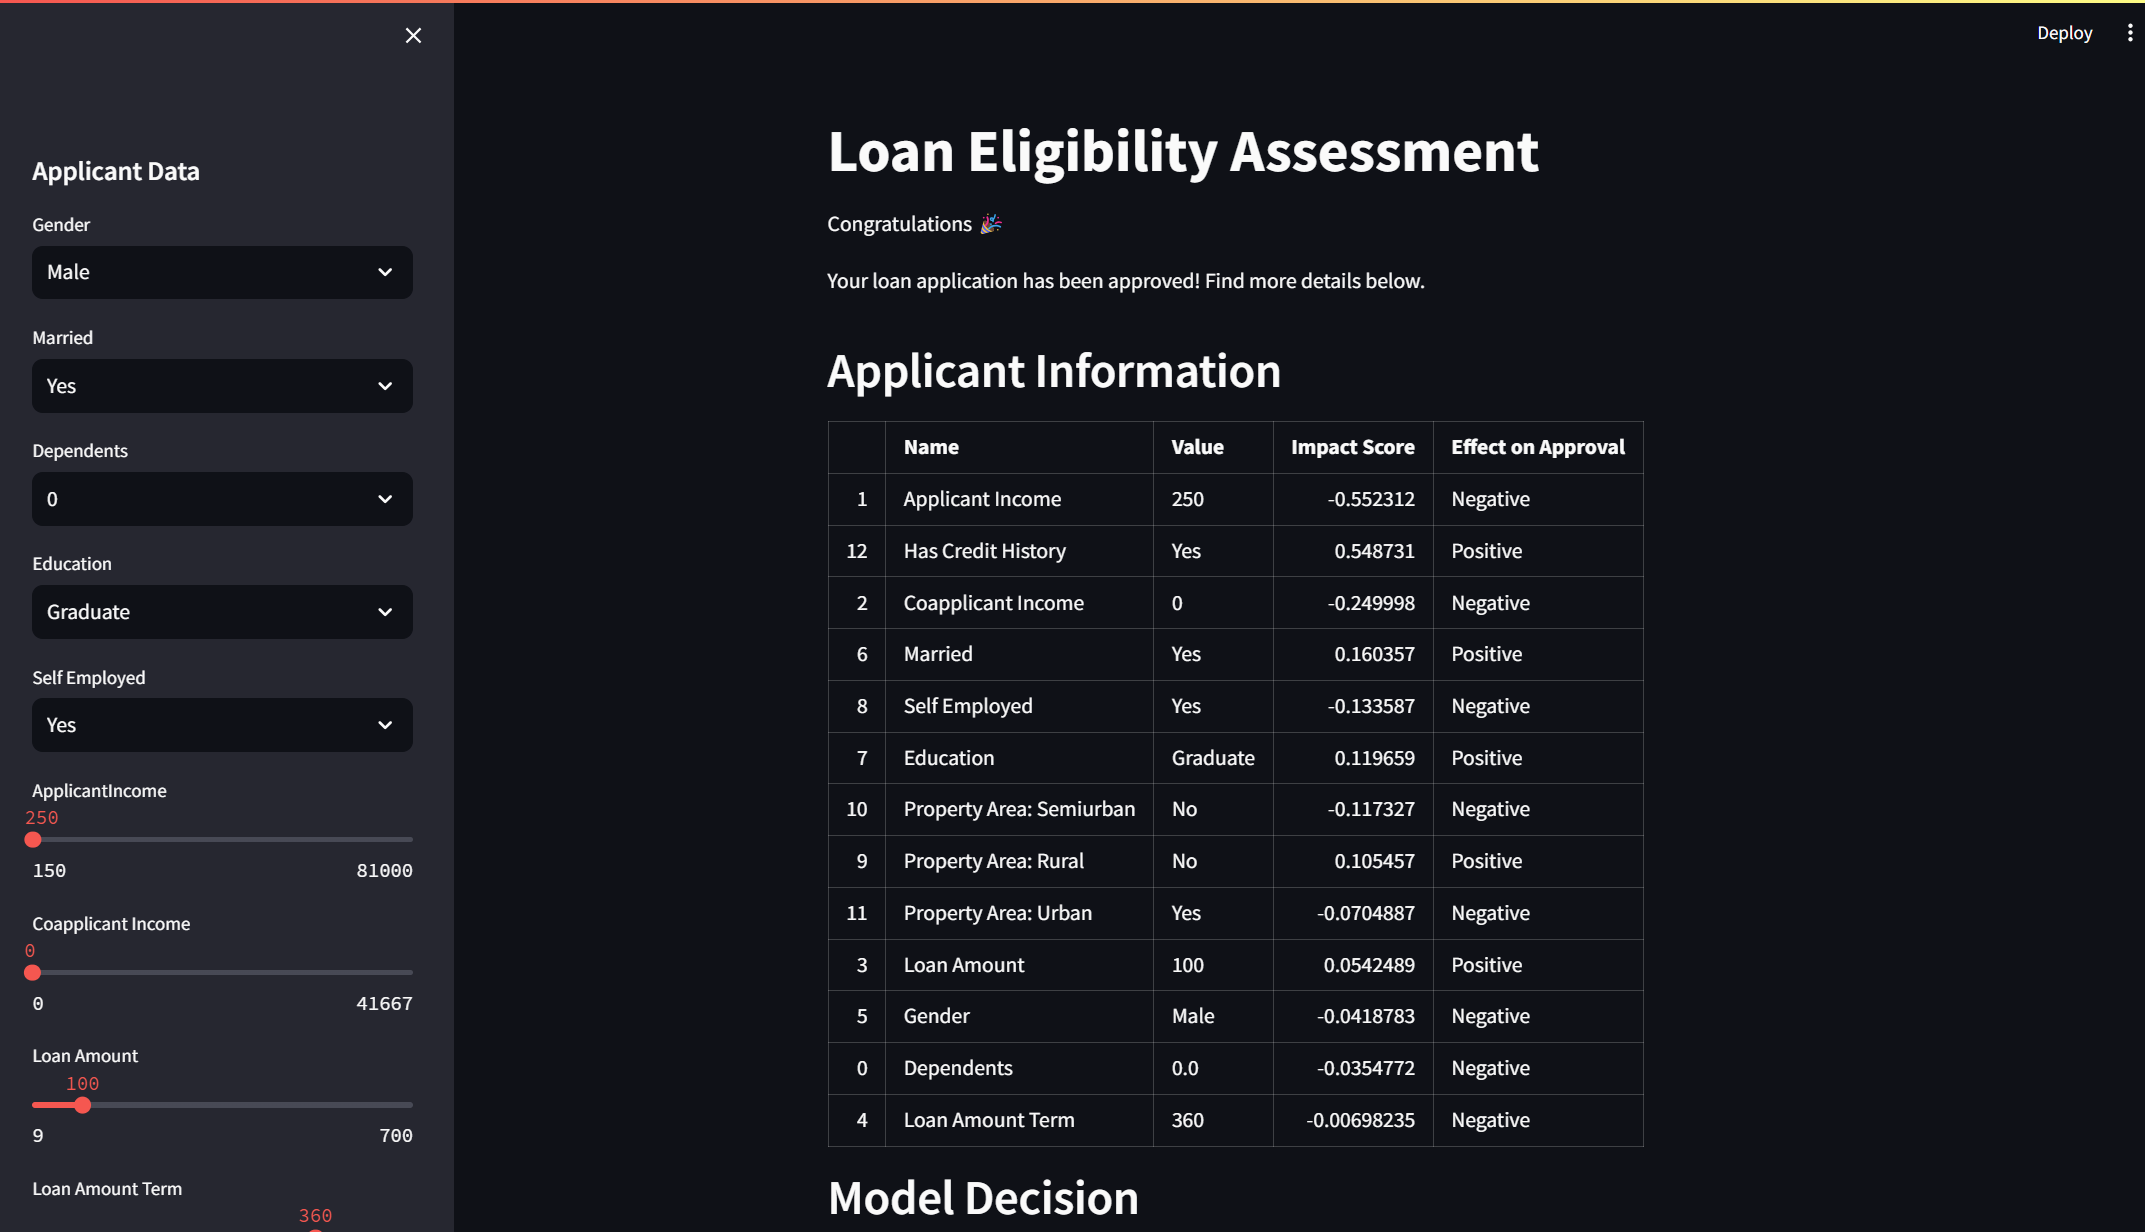 Deploy
Applicant Data
Gender
Male
Married
Yes
Dependents
0
Education
Graduate
Self Employed
Yes
ApplicantIncome
250
150 81000
Coapplicant Income
0
0 41667
Loan Amount
100
9 700
Loan Amount Term
360
Loan Eligibility Assessment
Congratulations 🎉
Your loan application has been approved! Find more details below.
Applicant Information
Name Value Impact Score Effect on Approval
1 Applicant Income 250 -0.552312 Negative
12 Has Credit History Yes 0.548731 Positive
2 Coapplicant Income 0 -0.249998 Negative
6 Married Yes 0.160357 Positive
8 Self Employed Yes -0.133587 Negative
7 Education Graduate 0.119659 Positive
10 Property Area: Semiurban No -0.117327 Negative
9 Property Area: Rural No 0.105457 Positive
11 Property Area: Urban Yes -0.0704887 Negative
3 Loan Amount 100 0.0542489 Positive
5 Gender Male -0.0418783 Negative
0 Dependents 0.0 -0.0354772 Negative
4 Loan Amount Term 360 -0.00698235 Negative
Model Decision